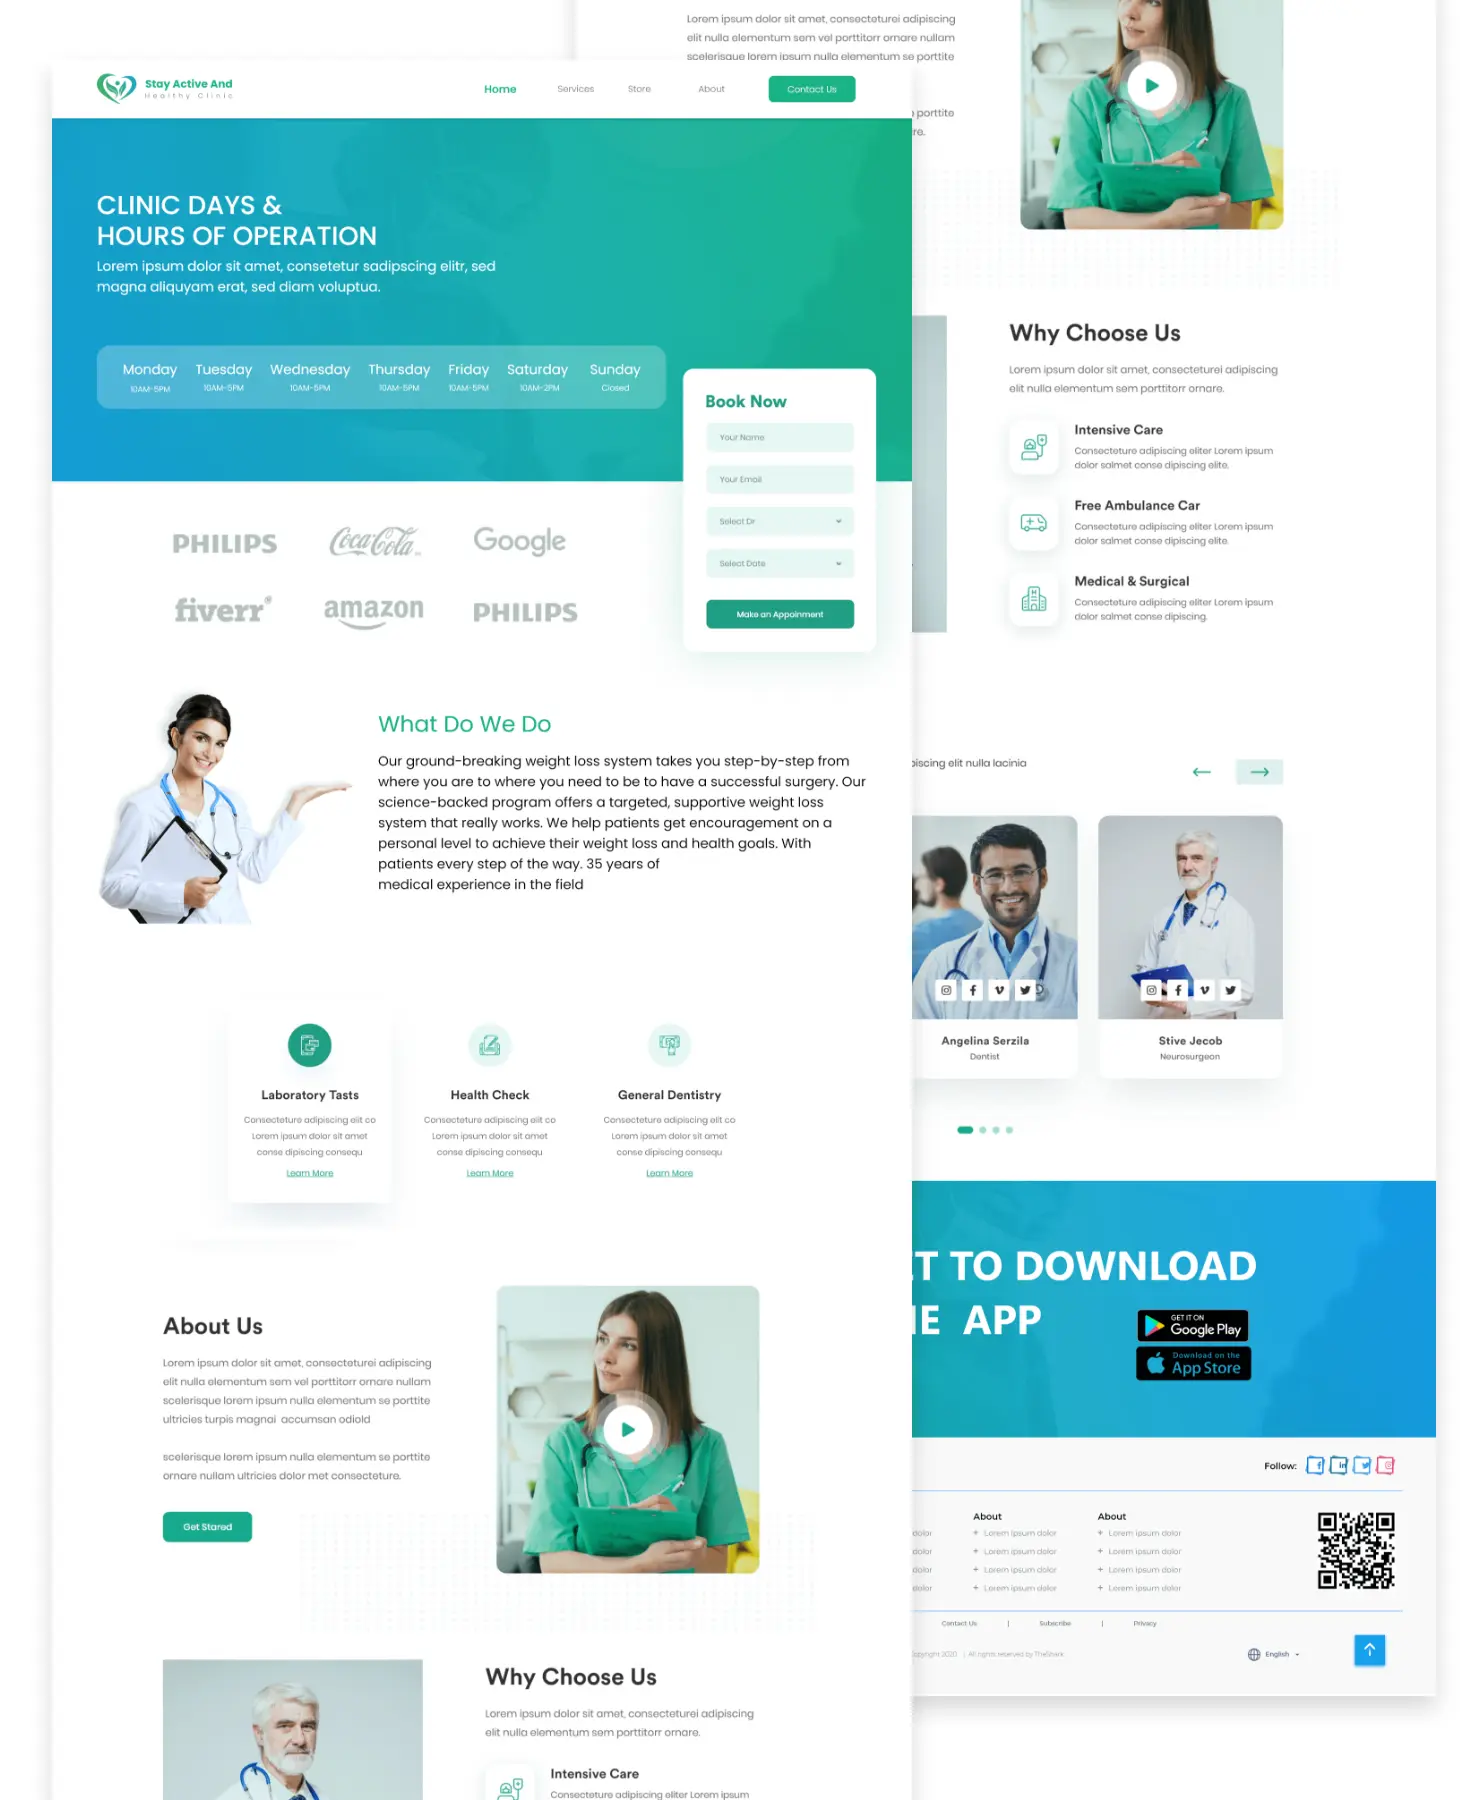 Stay Active And
Healthy Clinic
Home
Services
Store
About
Contact Us
CLINIC DAYS &
HOURS OF OPERATION
Lorem ipsum dolor sit amet, consetetur sadipscing elitr, sed
magna aliquyam erat, sed diam voluptua.
Monday
Tuesday
Wednesday
Thursday
Friday
Saturday
Sunday
10AM-5PM
10AM-5PM
10AM-5PM
10AM-5PM
10AM-5PM
10AM-2PM
Closed
Book Now
Your Name
Your Email
Select Dr
Select Date
Make an Appoinment
PHILIPS
Coca-Cola
Google
fiverr®
amazon
PHILIPS
What Do We Do
Our ground-breaking weight loss system takes you step-by-step from
where you are to where you need to be to have a successful surgery. Our
science-backed program offers a targeted, supportive weight loss
system that really works. We help patients get encouragement on a
personal level to achieve their weight loss and health goals. With
patients every step of the way. 35 years of
medical experience in the field
Laboratory Tasts
Consecteture adipiscing elit co
Lorem ipsum dolor sit amet
conse dipiscing consequ
Learn More
Health Check
Consecteture adipiscing elit co
Lorem ipsum dolor sit amet
conse dipiscing consequ
Learn More
General Dentistry
Consecteture adipiscing elit co
Lorem ipsum dolor sit amet
conse dipiscing consequ
Learn More
About Us
Lorem ipsum dolor sit amet, consecteturei adipiscing
elit nulla elementum sem vel porttitorr ornare nullam
scelerisque lorem ipsum nulla elementum se porttite
ultricies turpis magnai accumsan odiold
scelerisque lorem ipsum nulla elementum se porttite
ornare nullam ultricies dolor met consecteture.
Get Stared
Why Choose Us
Lorem ipsum dolor sit amet, consecteturei adipiscing
elit nulla elementum sem porttitorr ornare.
Intensive Care
Consecteture adipiscing eliter Lorem ipsum
Lorem ipsum dolor sit amet, consecteturei adipiscing
elit nulla elementum sem vel porttitorr ornare nullam
scelerisque lorem ipsum nulla elementum se porttite
porttite
re.
Why Choose Us
Lorem ipsum dolor sit amet, consecteturei adipiscing
elit nulla elementum sem porttitorr ornare.
Intensive Care
Consecteture adipiscing eliter Lorem ipsum
dolor salmet conse dipiscing elite.
Free Ambulance Car
Consecteture adipiscing eliter Lorem ipsum
dolor salmet conse dipiscing elite.
Medical & Surgical
Consecteture adipiscing eliter Lorem ipsum
dolor salmet conse dipiscing.
piscing elit nulla lacinia
Angelina Serzila
Dentist
Stive Jecob
Neurosurgeon
T TO DOWNLOAD
E APP
GET IT ON
Google Play
Download on the
App Store
Follow:
About
Lorem ipsum dolor
Lorem ipsum dolor
Lorem ipsum dolor
Lorem ipsum dolor
About
Lorem ipsum dolor
Lorem ipsum dolor
Lorem ipsum dolor
Lorem ipsum dolor
dolor
dolor
dolor
dolor
Contact Us | Subscribe | Privacy
opyright 2020 | All rights reserved by
English